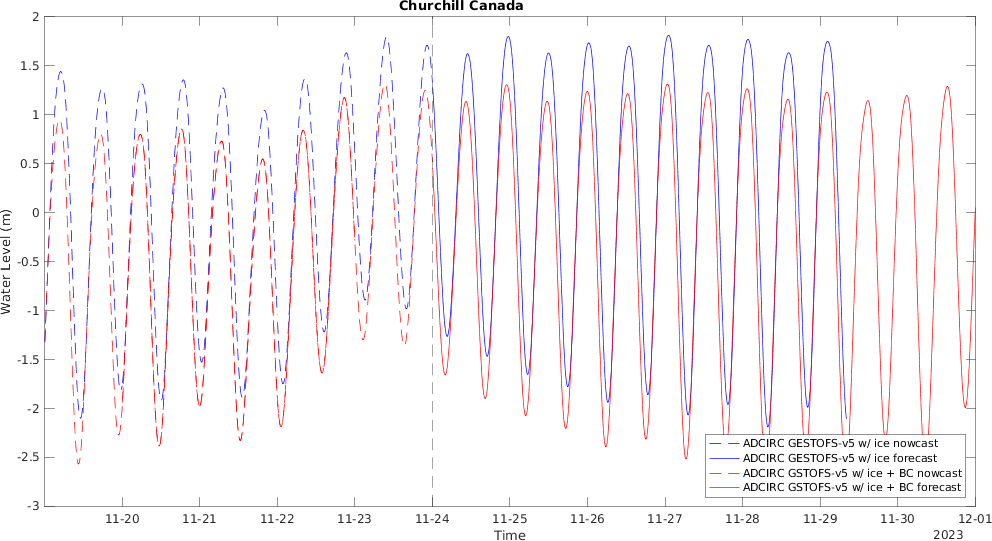 Churchill Canada
2
1.5
1
0.5
0
-0.5
-1
-1.5
-2
-2.5
-3
Water Level (m)
ADCIRC GESTOFS-v5 w/ ice nowcast
ADCIRC GESTOFS-v5 w/ ice forecast
ADCIRC GSTOFS-v5 w/ ice + BC nowcast
ADCIRC GSTOFS-v5 w/ ice + BC forecast
11-20 11-21 11-22 11-23 11-24 11-25 11-26 11-27 11-28 11-29 11-30 12-01
Time
2023